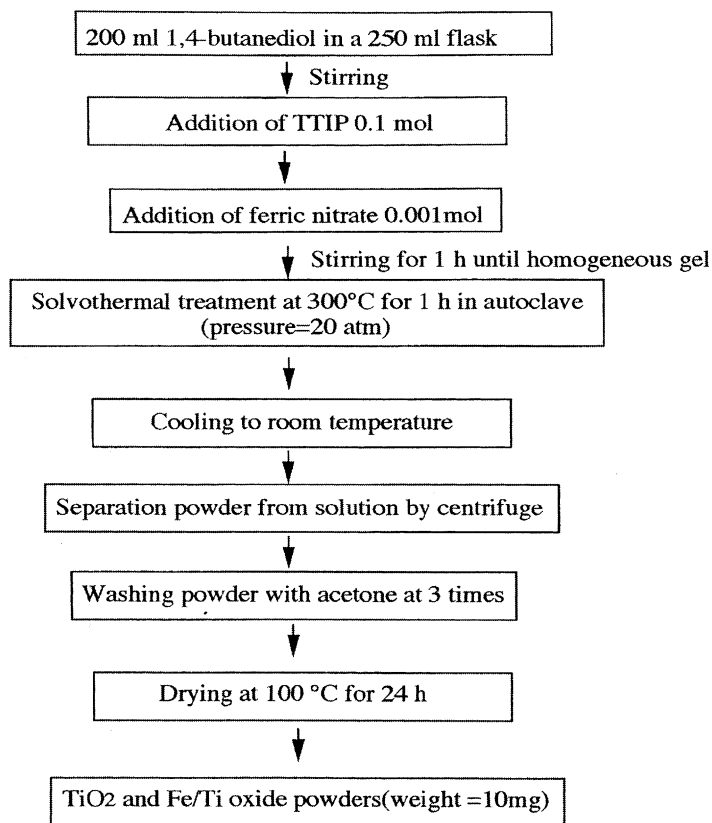 200 ml 1,4-butanediol in a 250 ml flask
Stirring
Addition of TTIP 0.1 mol
Addition of ferric nitrate 0.001mol
Stirring for 1 h until homogeneous gel
Solvothermal treatment at 300°C for 1 h in autoclave
(pressure=20 atm)
Cooling to room temperature
Separation powder from solution by centrifuge
Washing powder with acetone at 3 times
Drying at 100 °C for 24 h
TiO2 and Fe/Ti oxide powders(weight =10mg)